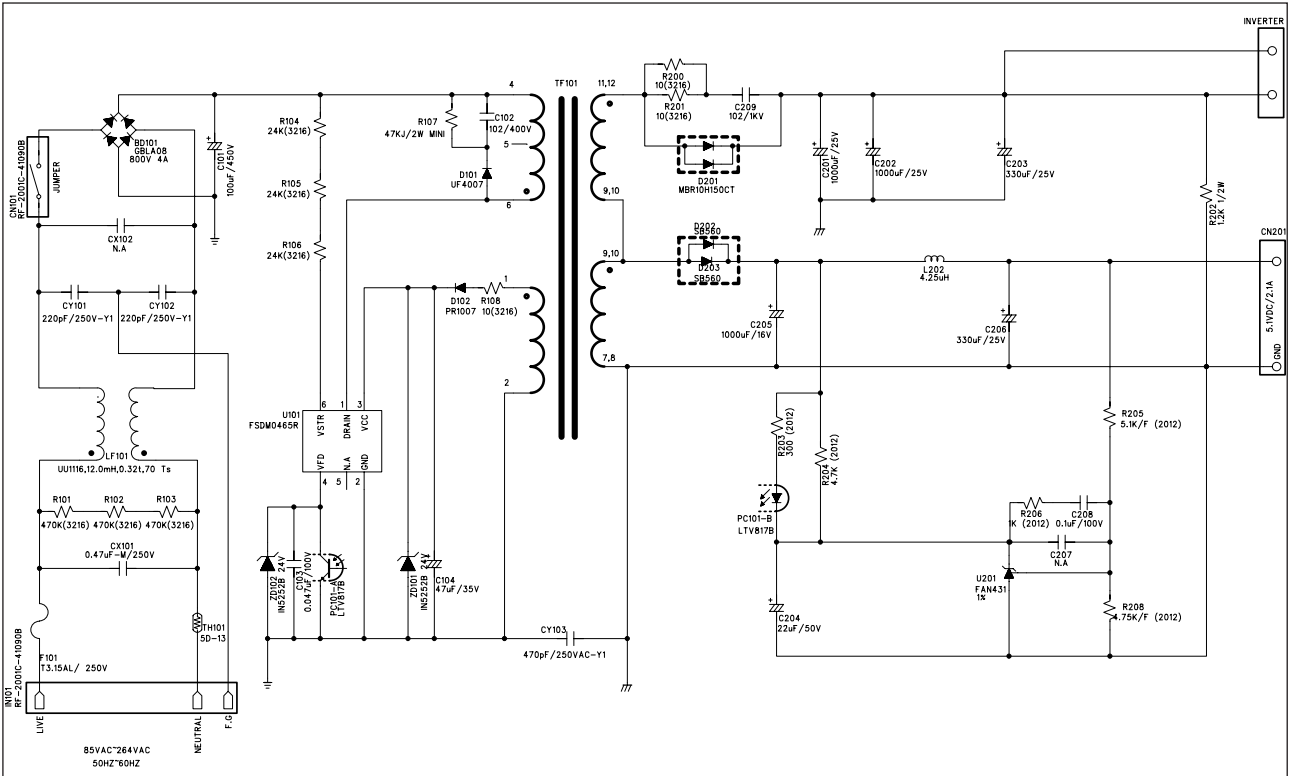 INVERTER
4
TF101
11,12
R200
10(3216)
R201
10(3216)
C209
102/1KV
BD101
GBLA08
800V 4A
C101
100uF/450V
R104
24K(3216)
R107
47KJ/2W MINI
C102
102/400V
5
D101
UF4007
6
9,10
D201
MBR10H150CT
C201
1000uF/25V
C202
1000uF/25V
C203
330uF/25V
CN101
RF-2001C-41090B
JUMPER
R105
24K(3216)
R202
1.2K 1/2W
CX102
N.A
R106
24K(3216)
D202
SB560
9,10
D203
SB560
CN201
5.1VDC/2.1A
GND
L202
4.25uH
CY101
220pF/250V-Y1
CY102
220pF/250V-Y1
1
D102
PR1007
R108
10(3216)
C205
1000uF/16V
C206
330uF/25V
7,8
2
U101
FSDM0465R
6
1
3
VSTR
DRAIN
VCC
VFD
N.A
GND
4
5
2
R203
300 (2012)
R204
4.7K (2012)
R205
5.1K/F (2012)
LF101
UU1116,12.0mH,0.32t,70 Ts
R101
470K(3216)
R102
470K(3216)
R103
470K(3216)
CX101
0.47uF-M/250V
PC101-B
LTV817B
R206
1K (2012)
C208
0.1uF/100V
C207
N.A
U201
FAN431
1%
ZD102
IN5252B 24V
C103
0.047uF/100V
PC101-A
LTV817B
ZD101
IN5252B 24V
C104
47uF/35V
C204
22uF/50V
R208
4.75K/F (2012)
TH101
5D-13
CY103
470pF/250VAC-Y1
F101
T3.15AL/ 250V
IN101
RF-2001C-41090B
LIVE
NEUTRAL
F.G
85VAC~264VAC
50HZ~60HZ